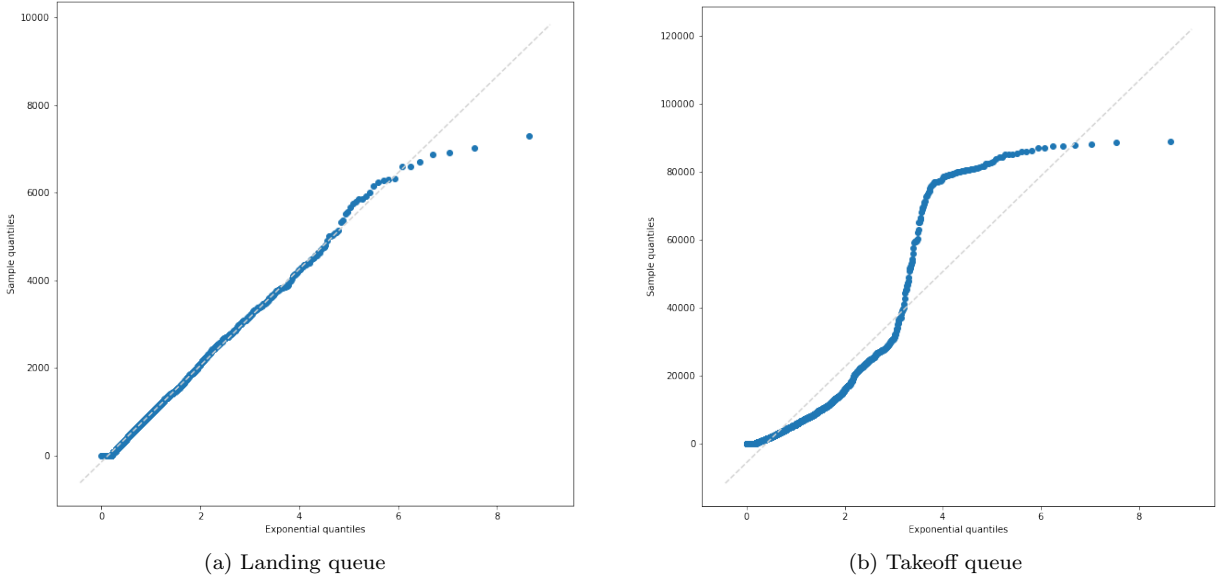 10000
8000
6000
4000
2000
0
Sample quantiles
0 2 4 6 8
Exponential quantiles
(a) Landing queue
120000
100000
80000
60000
40000
20000
0
Sample quantiles
0 2 4 6 8
Exponential quantiles
(b) Takeoff queue